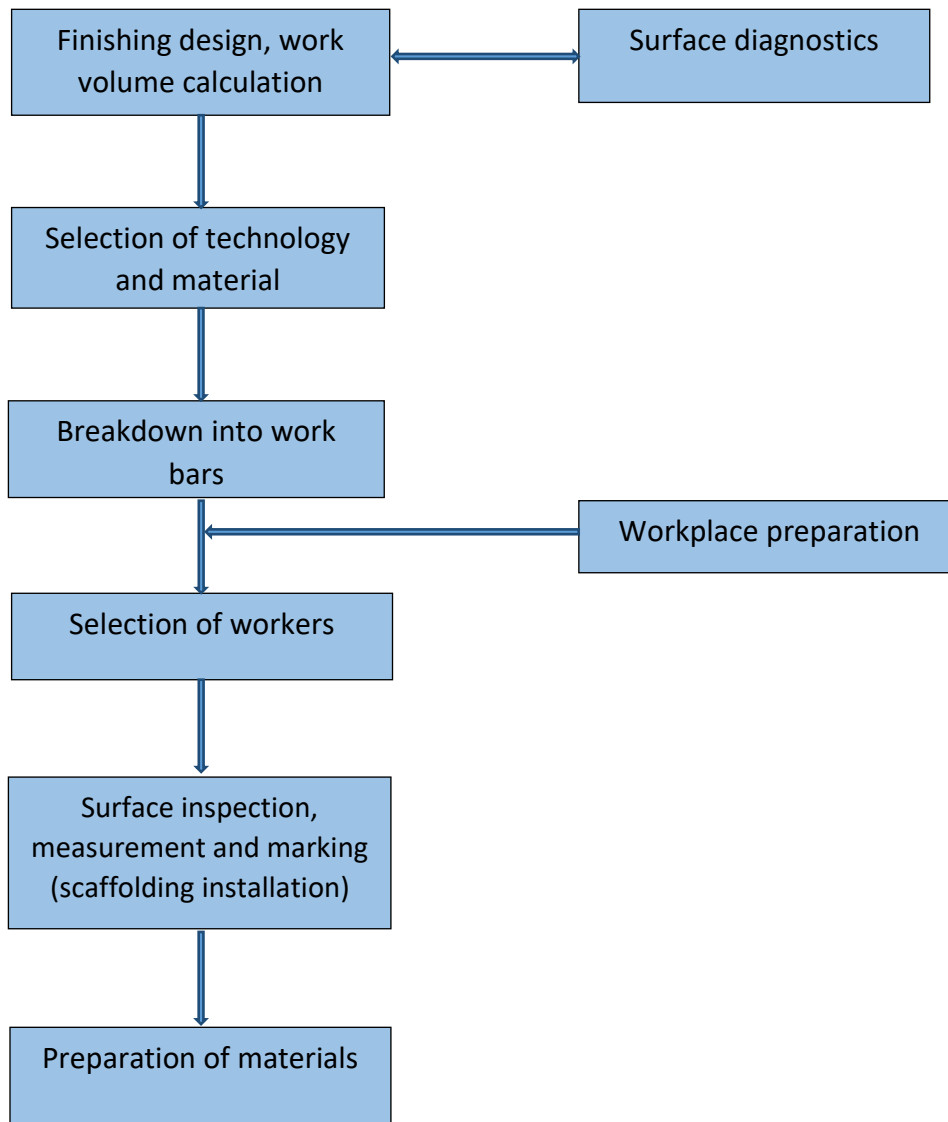 Finishing design, work
volume calculation
Surface diagnostics
Selection of technology
and material
Breakdown into work
bars
Workplace preparation
Selection of workers
Surface inspection,
measurement and marking
(scaffolding installation)
Preparation of materials